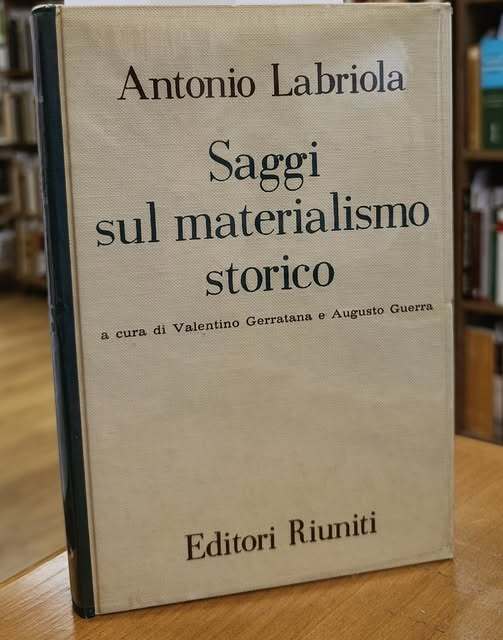 Antonio Labriola
Saggi
sul materialismo
storico
a cura di Valentino Gerratana e Augusto Guerra
Editori Riuniti